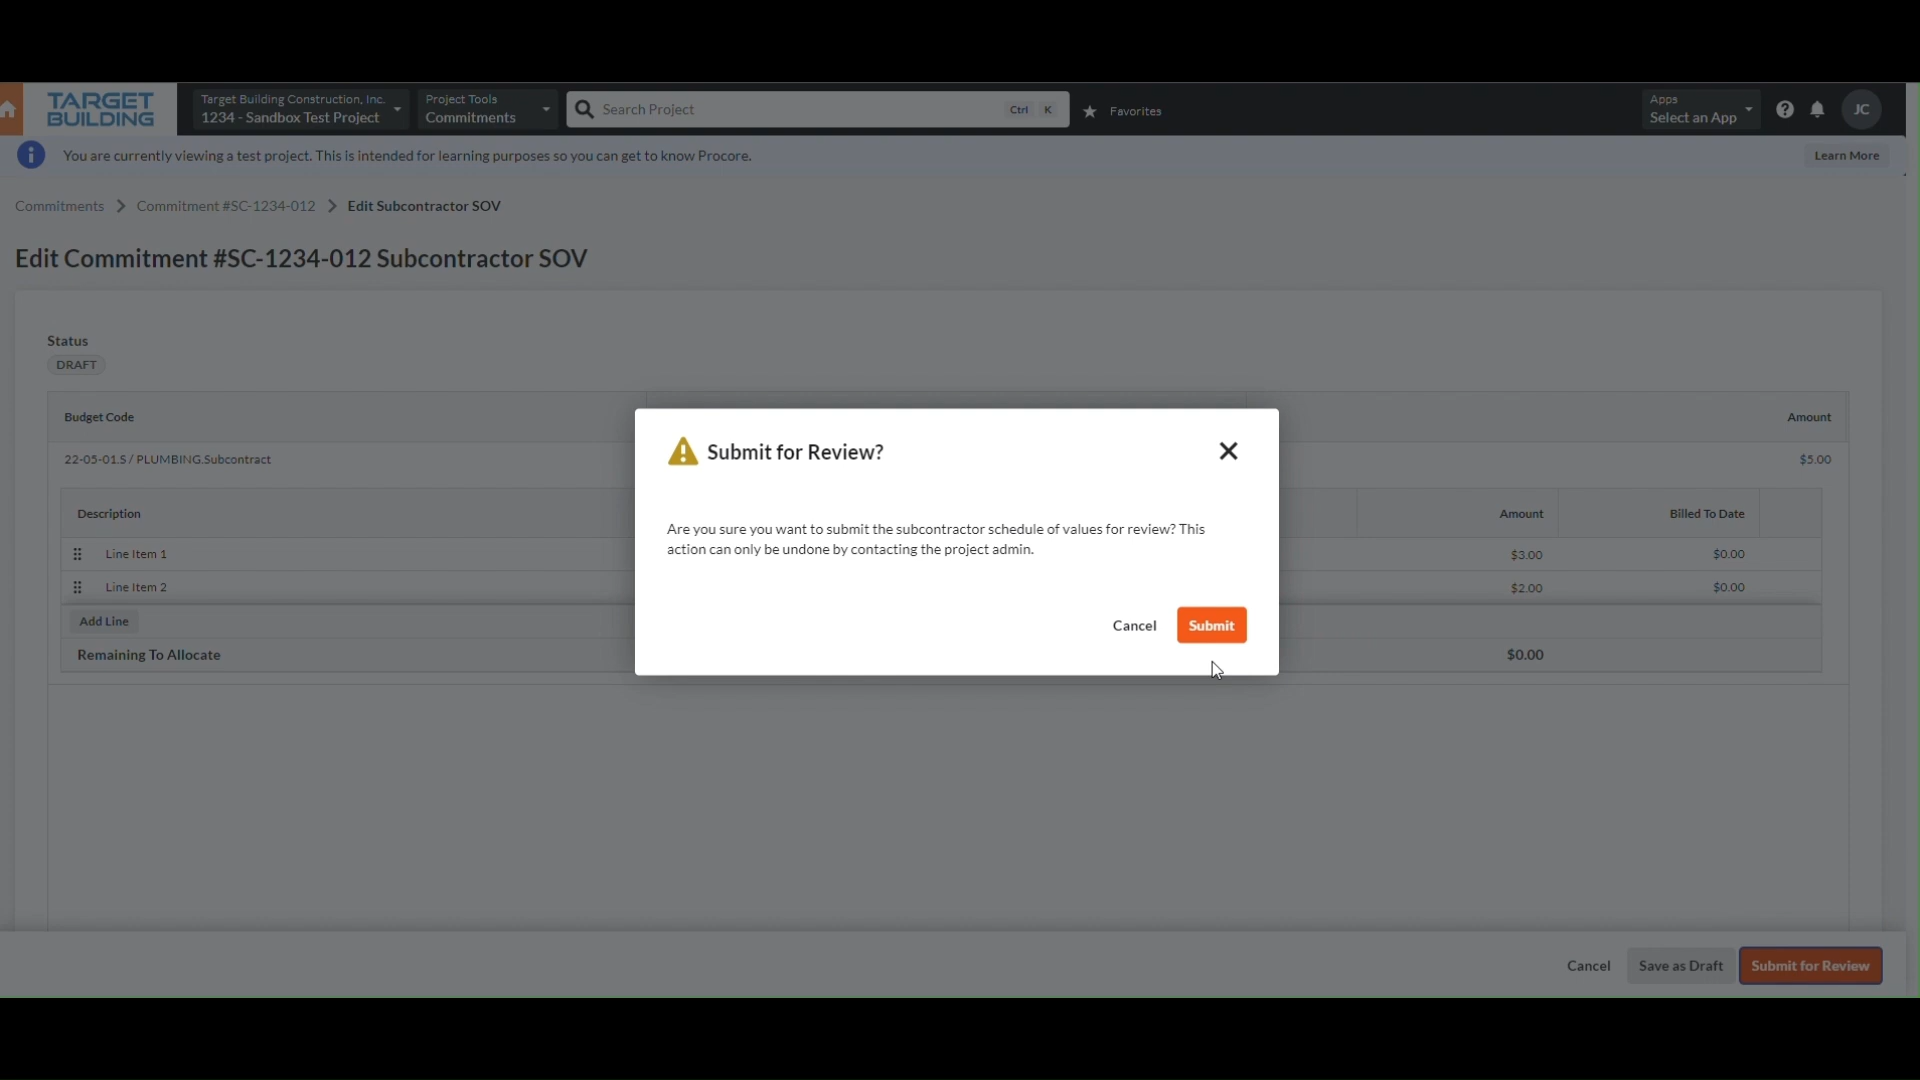 TARGET
BUILDING
Target Building Construction, Inc.
1234 - Sandbox Test Project
Project Tools
Commitments
Search Project
Ctrl K
Favorites
Apps
Select an App
JC
You are currently viewing a test project. This is intended for learning purposes so you can get to know Procore.
Learn More
Commitments
Commitment #SC-1234-012
Edit Subcontractor SOV
Edit Commitment #SC-1234-012 Subcontractor SOV
Status
DRAFT
Budget Code
Amount
22-05-01.S / PLUMBING.Subcontract
$5.00
Description
Amount
Billed To Date
Line Item 1
$3.00
$0.00
Line Item 2
$2.00
$0.00
Add Line
Remaining To Allocate
$0.00
Submit for Review?
Are you sure you want to submit the subcontractor schedule of values for review? This
action can only be undone by contacting the project admin.
Cancel
Submit
Cancel
Save as Draft
Submit for Review